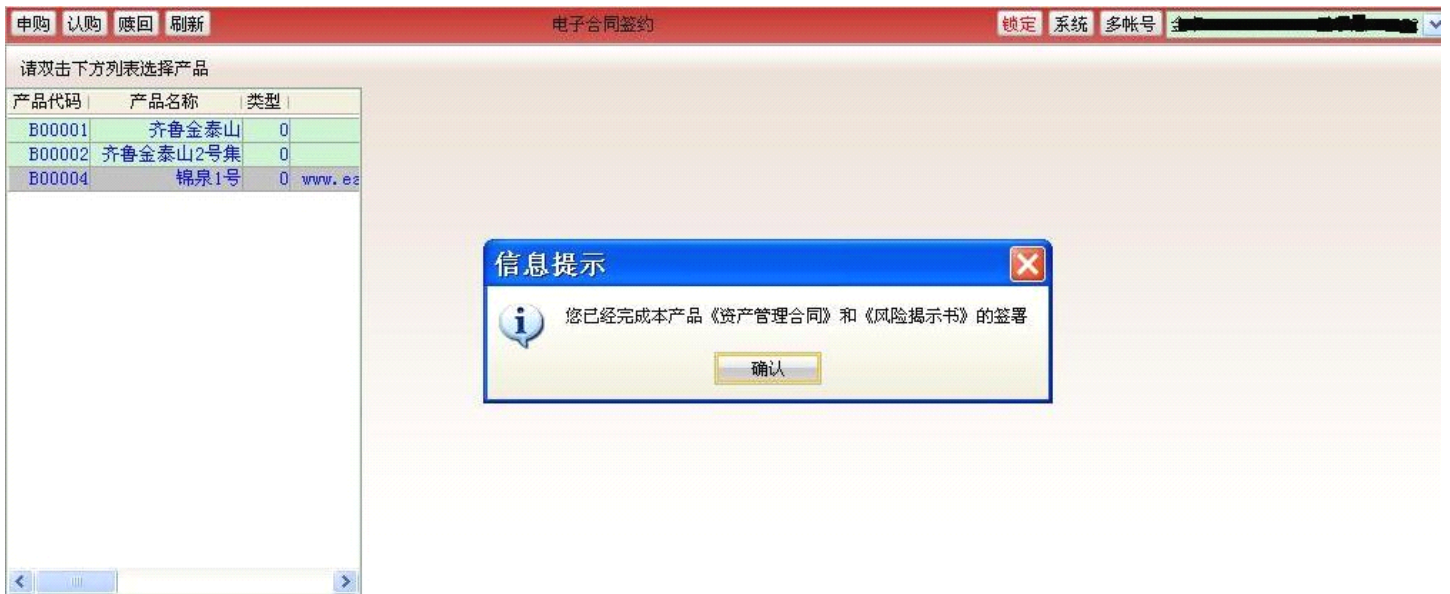 申购 认购 赎回 刷新 电子合同签约 锁定 系统 多帐号
请双击下方列表选择产品
产品代码 产品名称 类型
B00001 齐鲁金泰山 0
B00002 齐鲁金泰山2号集 0
B00004 锦泉1号 0 www.ea
信息提示
您已经完成本产品《资产管理合同》和《风险揭示书》的签署
确认